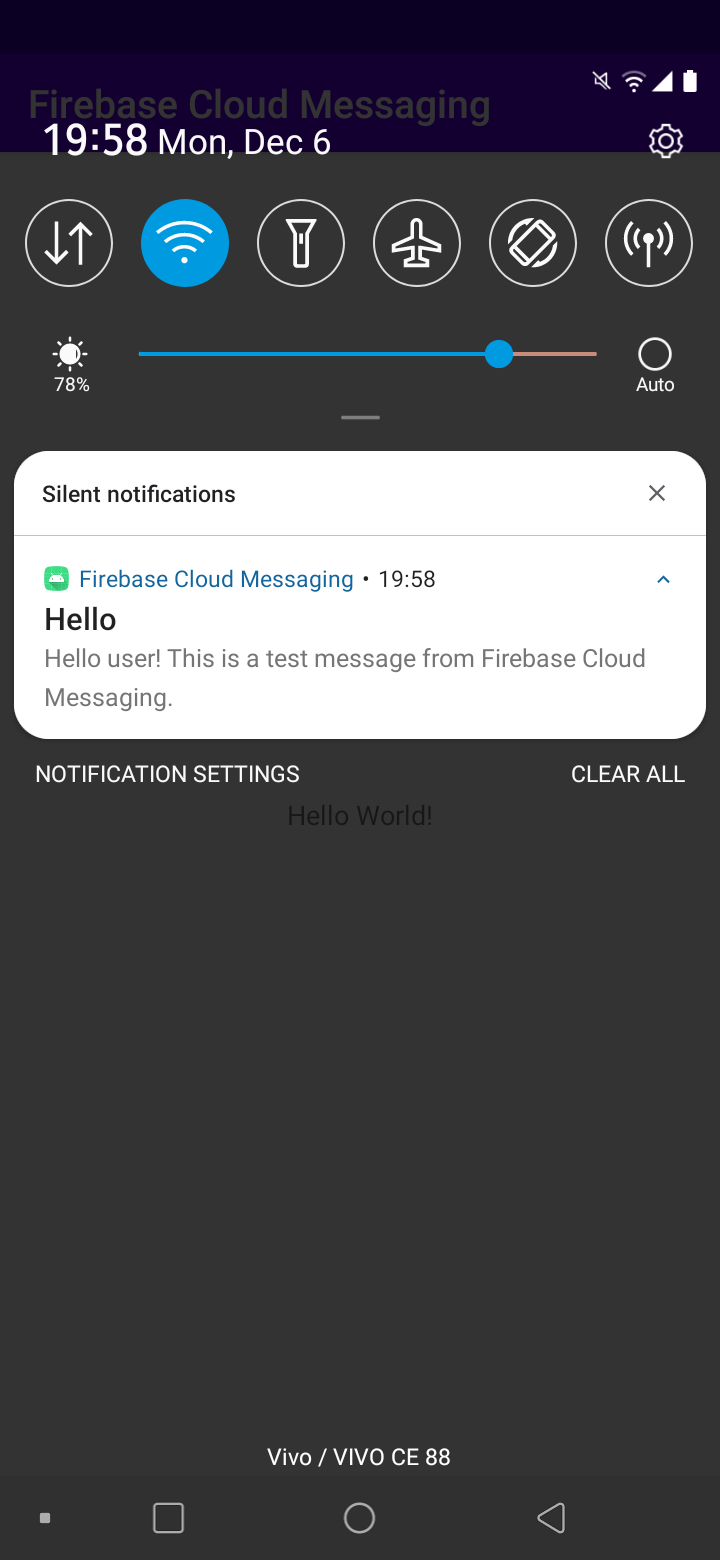 Firebase Cloud Messaging
19:58 Mon, Dec 6
78%
Auto
Silent notifications
Firebase Cloud Messaging • 19:58
Hello
Hello user! This is a test message from Firebase Cloud
Messaging.
NOTIFICATION SETTINGS CLEAR ALL
Hello World!
Vivo / VIVO CE 88